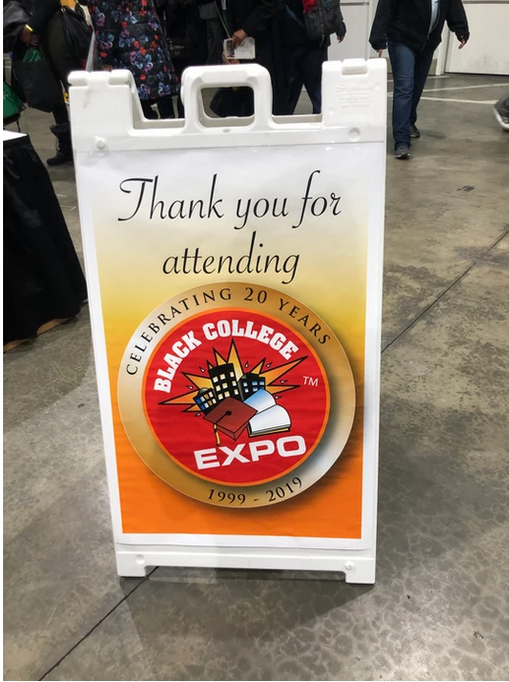 Thank you for
attending
CELEBRATING 20 YEARS
BLACK COLLEGE
TM
EXPO
1999 - 2019